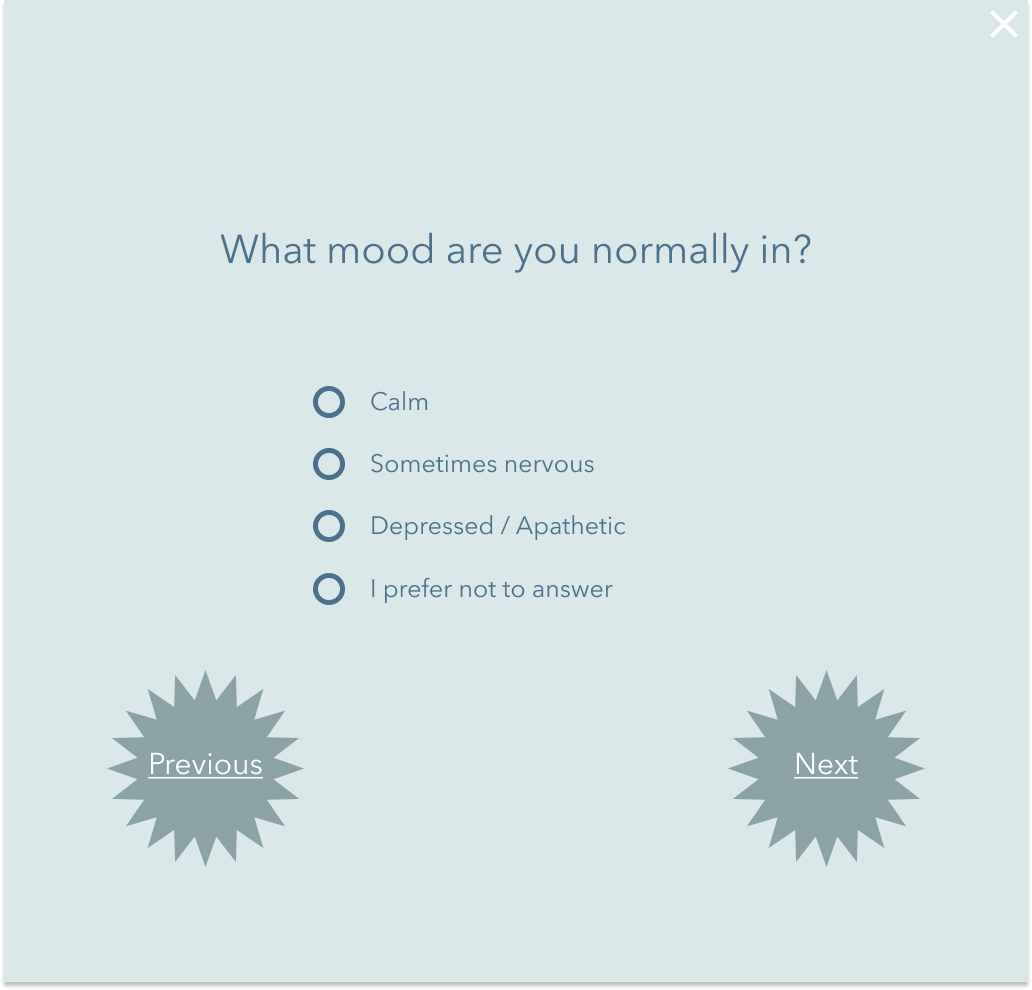 What mood are you normally in?
Calm
Sometimes nervous
Depressed / Apathetic
I prefer not to answer
Previous
Next